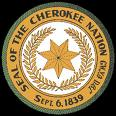 SEAL OF THE CHEROKEE NATION
SEPT. 6, 1839